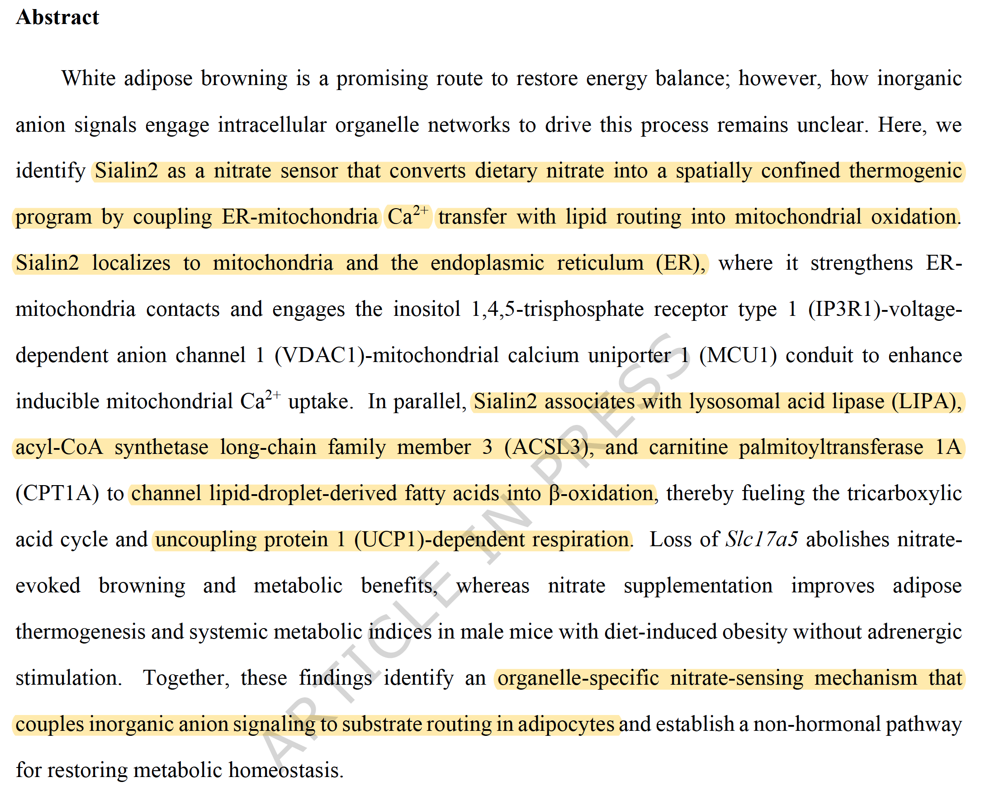 Abstract
White adipose browning is a promising route to restore energy balance; however, how inorganic
anion signals engage intracellular organelle networks to drive this process remains unclear. Here, we
identify Sialin2 as a nitrate sensor that converts dietary nitrate into a spatially confined thermogenic
program by coupling ER-mitochondria Ca²⁺ transfer with lipid routing into mitochondrial oxidation.
Sialin2 localizes to mitochondria and the endoplasmic reticulum (ER), where it strengthens ER-
mitochondria contacts and engages the inositol 1,4,5-trisphosphate receptor type 1 (IP3R1)-voltage-
dependent anion channel 1 (VDAC1)-mitochondrial calcium uniporter 1 (MCU1) conduit to enhance
inducible mitochondrial Ca²⁺ uptake. In parallel, Sialin2 associates with lysosomal acid lipase (LIPA),
acyl-CoA synthetase long-chain family member 3 (ACSL3), and carnitine palmitoyltransferase 1A
(CPT1A) to channel lipid-droplet-derived fatty acids into β-oxidation, thereby fueling the tricarboxylic
acid cycle and uncoupling protein 1 (UCP1)-dependent respiration. Loss of Slc17a5 abolishes nitrate-
evoked browning and metabolic benefits, whereas nitrate supplementation improves adipose
thermogenesis and systemic metabolic indices in male mice with diet-induced obesity without adrenergic
stimulation. Together, these findings identify an organelle-specific nitrate-sensing mechanism that
couples inorganic anion signaling to substrate routing in adipocytes and establish a non-hormonal pathway
for restoring metabolic homeostasis.
ARTICLE IN PRESS